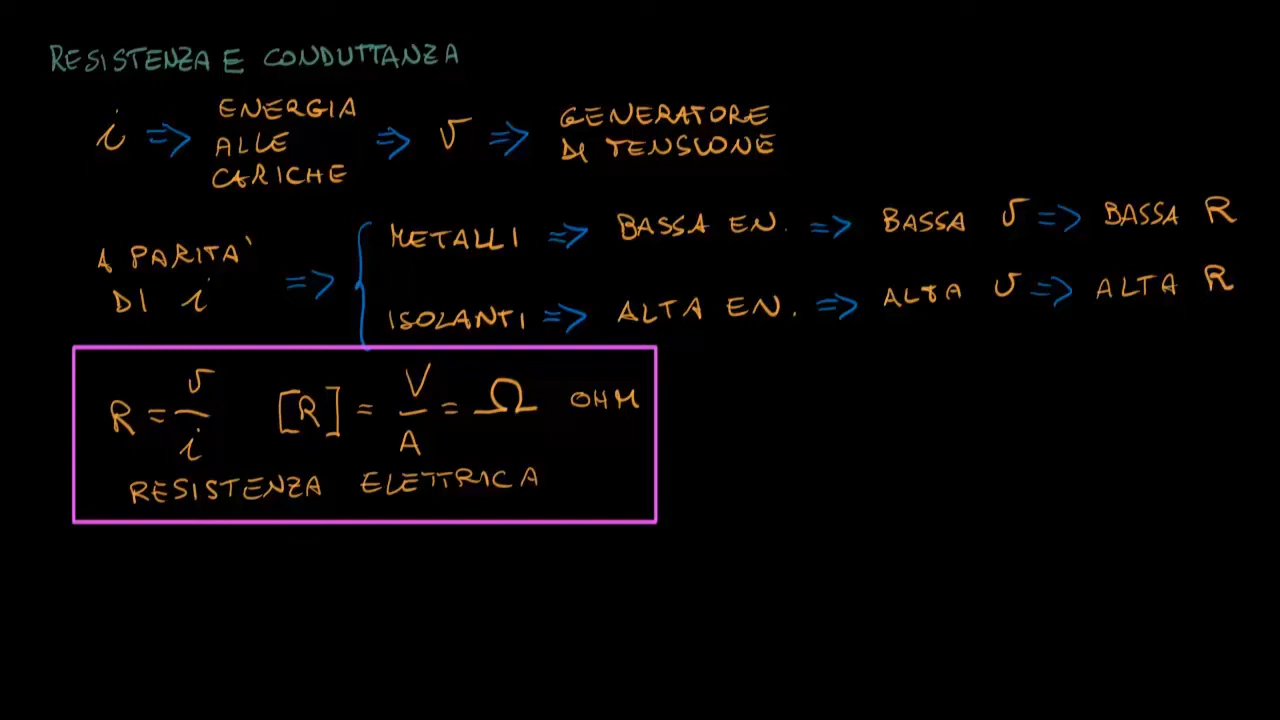 RESISTENZA E CONDUTTANZA
i => ENERGIA ALLE CARICHE => v => GENERATORE DI TENSIONE
A PARITA' DI i => {
METALLI => BASSA EN. => BASSA v => BASSA R
ISOLANTI => ALTA EN. => ALTA v => ALTA R
R = v/i [R] = V/A = Ω OHM
RESISTENZA ELETTRICA